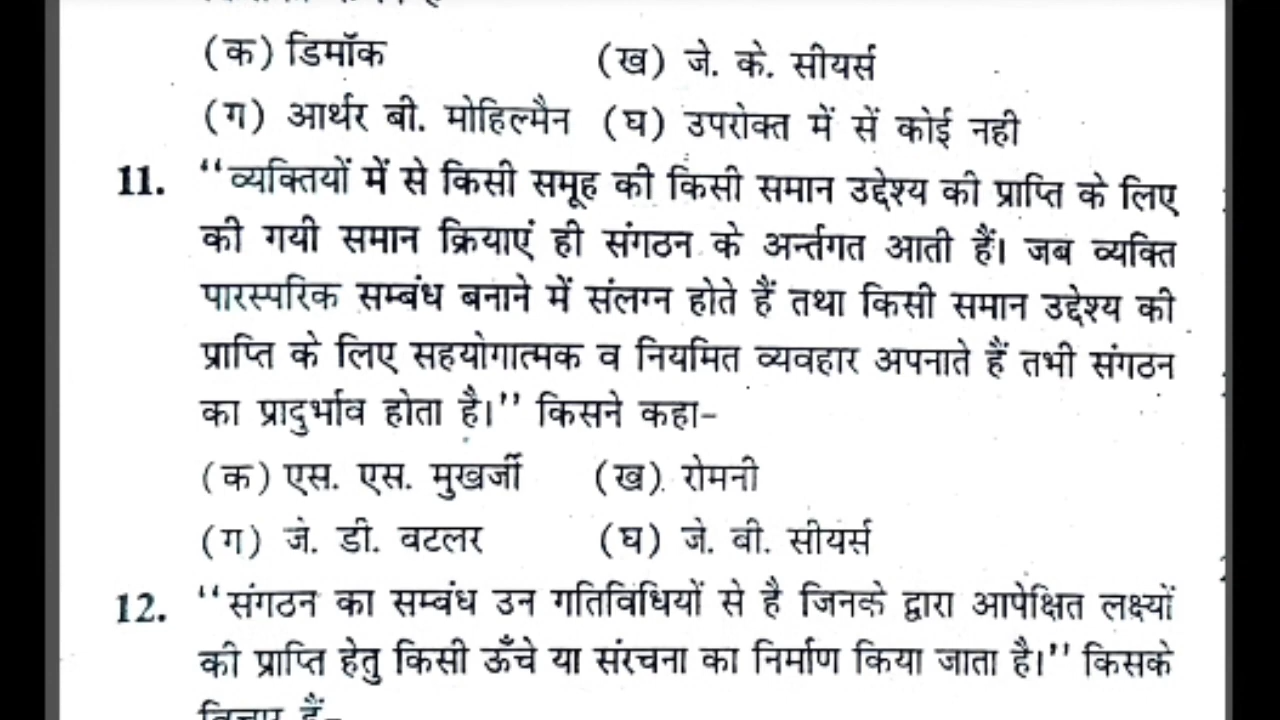 (क) डिमॉक (ख) जे. के. सीयर्स
(ग) आर्थर बी. मोहिल्मैन (घ) उपरोक्त में सें कोई नही
11. “व्यक्तियों में से किसी समूह की किसी समान उद्देश्य की प्राप्ति के लिए
की गयी समान क्रियाएं ही संगठन के अर्न्तगत आती हैं। जब व्यक्ति
पारस्परिक सम्बंध बनाने में संलग्न होते हैं तथा किसी समान उद्देश्य की
प्राप्ति के लिए सहयोगात्मक व नियमित व्यवहार अपनाते हैं तभी संगठन
का प्रादुर्भाव होता है।” किसने कहा-
(क) एस. एस. मुखर्जी (ख) रोमनी
(ग) जे. डी. वटलर (घ) जे. बी. सीयर्स
12. “संगठन का सम्बंध उन गतिविधियों से है जिनके द्वारा आपेक्षित लक्ष्यों
की प्राप्ति हेतु किसी ऊँचे या संरचना का निर्माण किया जाता है।” किसके